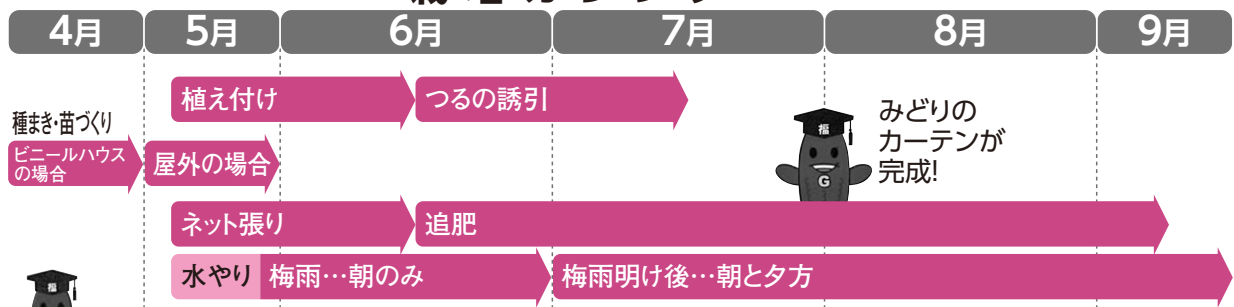 4月 5月 6月 7月 8月 9月
植え付け つるの誘引
種まき・苗づくり
ビニールハウス
の場合
屋外の場合
みどりの
カーテンが
完成!
福
G
ネット張り 追肥
水やり 梅雨…朝のみ 梅雨明け後…朝と夕方
福